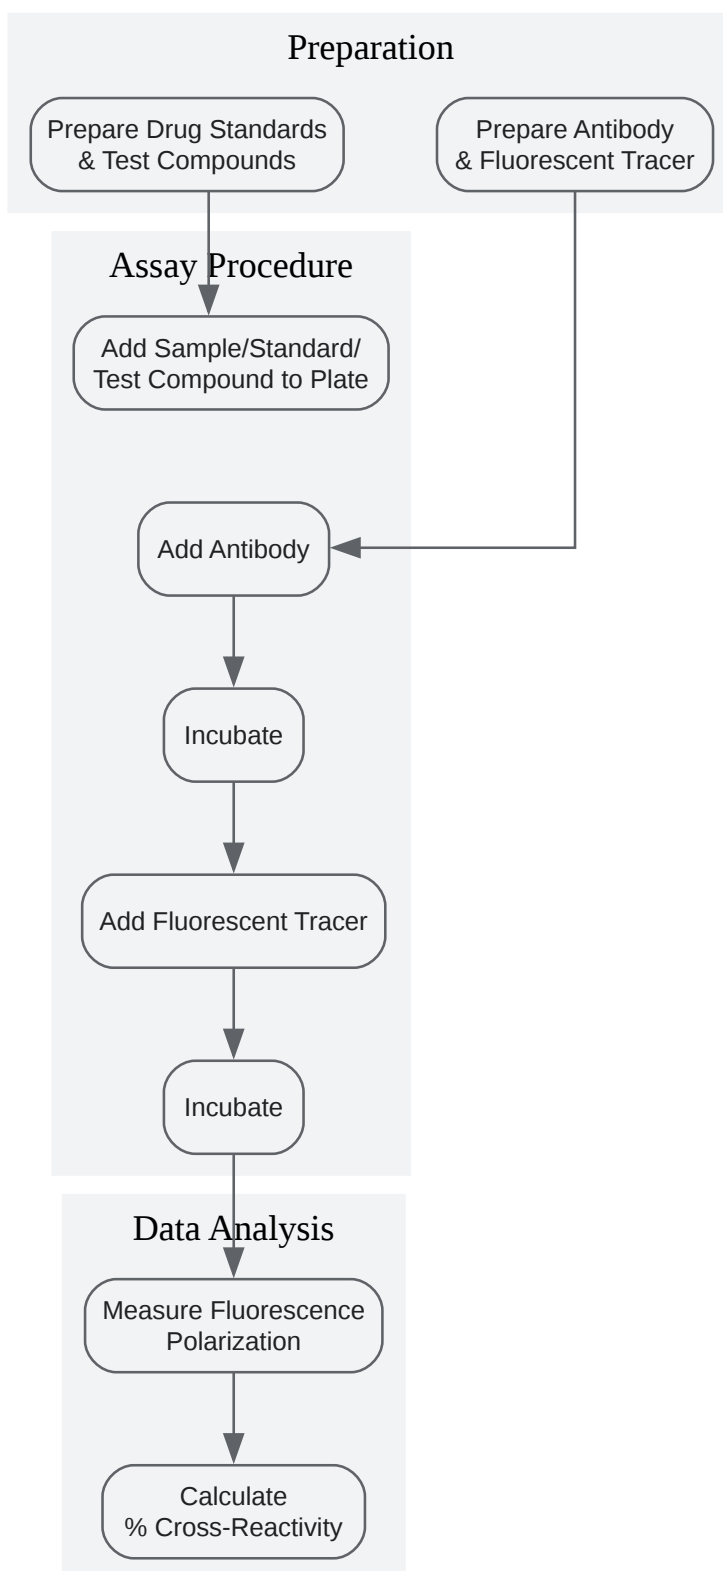 Preparation
Prepare Drug Standards
& Test Compounds
Prepare Antibody
& Fluorescent Tracer
Assay Procedure
Add Sample/Standard/
Test Compound to Plate
Add Antibody
Incubate
Add Fluorescent Tracer
Incubate
Data Analysis
Measure Fluorescence
Polarization
Calculate
% Cross-Reactivity